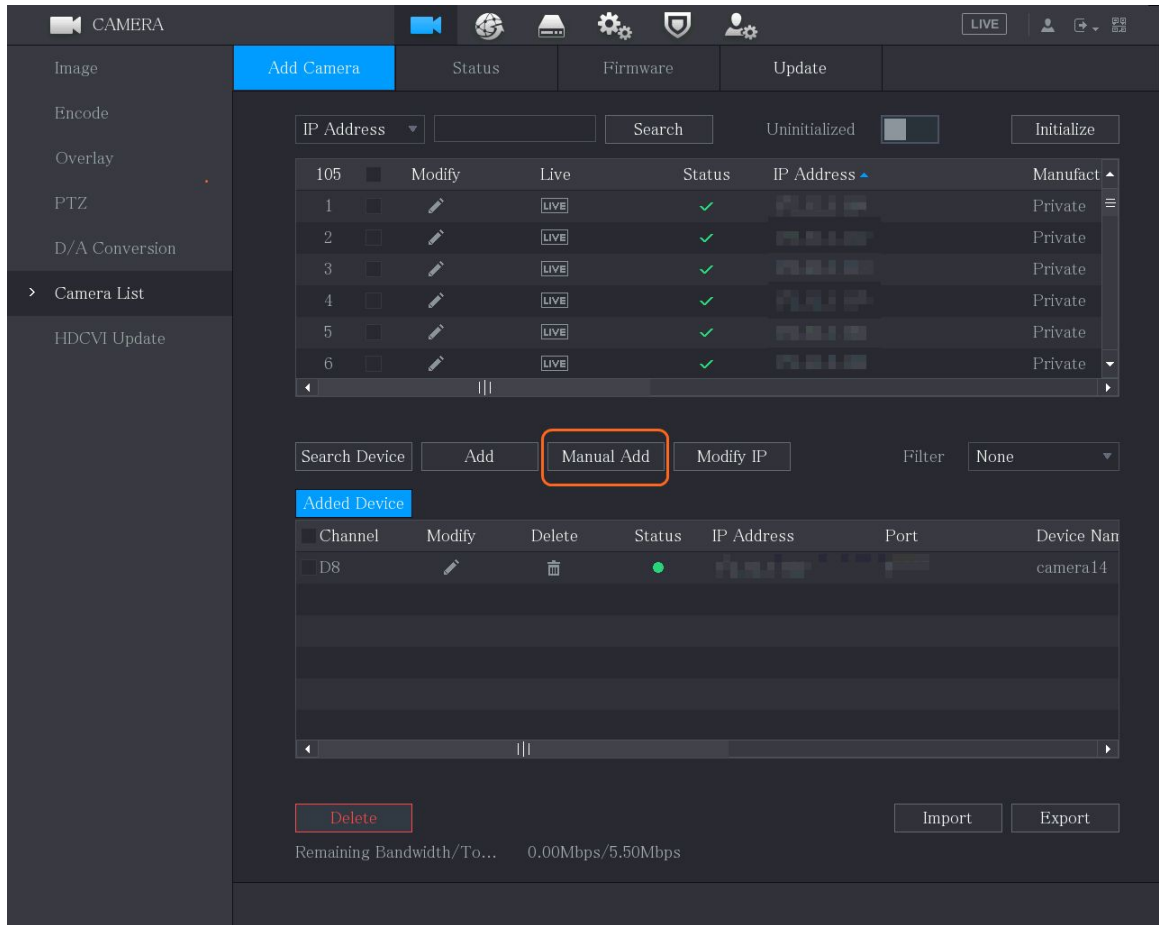 CAMERA LIVE
Image Add Camera Status Firmware Update
Encode
IP Address Search Uninitialized Initialize
Overlay
105 Modify Live Status IP Address Manufact
PTZ
1 LIVE Private
2 LIVE Private
D/A Conversion
3 LIVE Private
Camera List
4 LIVE Private
5 LIVE Private
HDCVI Update
6 LIVE Private
Search Device Add Manual Add Modify IP Filter None
Added Device
Channel Modify Delete Status IP Address Port Device Nam
D8 camera14
Delete Import Export
Remaining Bandwidth/To... 0.00Mbps/5.50Mbps